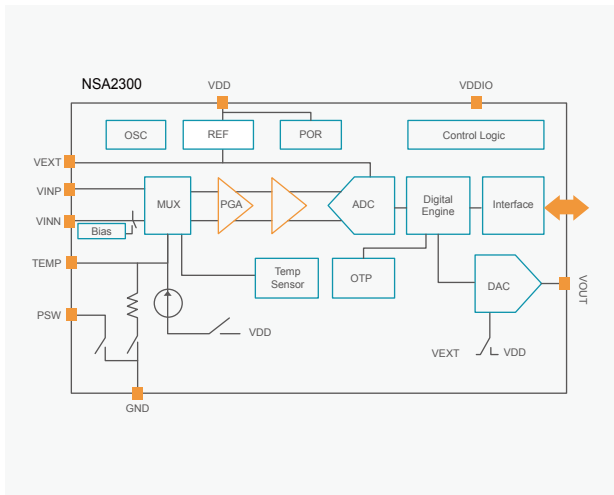 NSA2300
VDD
VDDIO
OSC
REF
POR
Control Logic
VEXT
VINP
VINN
Bias
MUX
PGA
ADC
Digital
Engine
Interface
TEMP
Temp
Sensor
OTP
DAC
VOUT
PSW
VDD
VEXT
VDD
GND